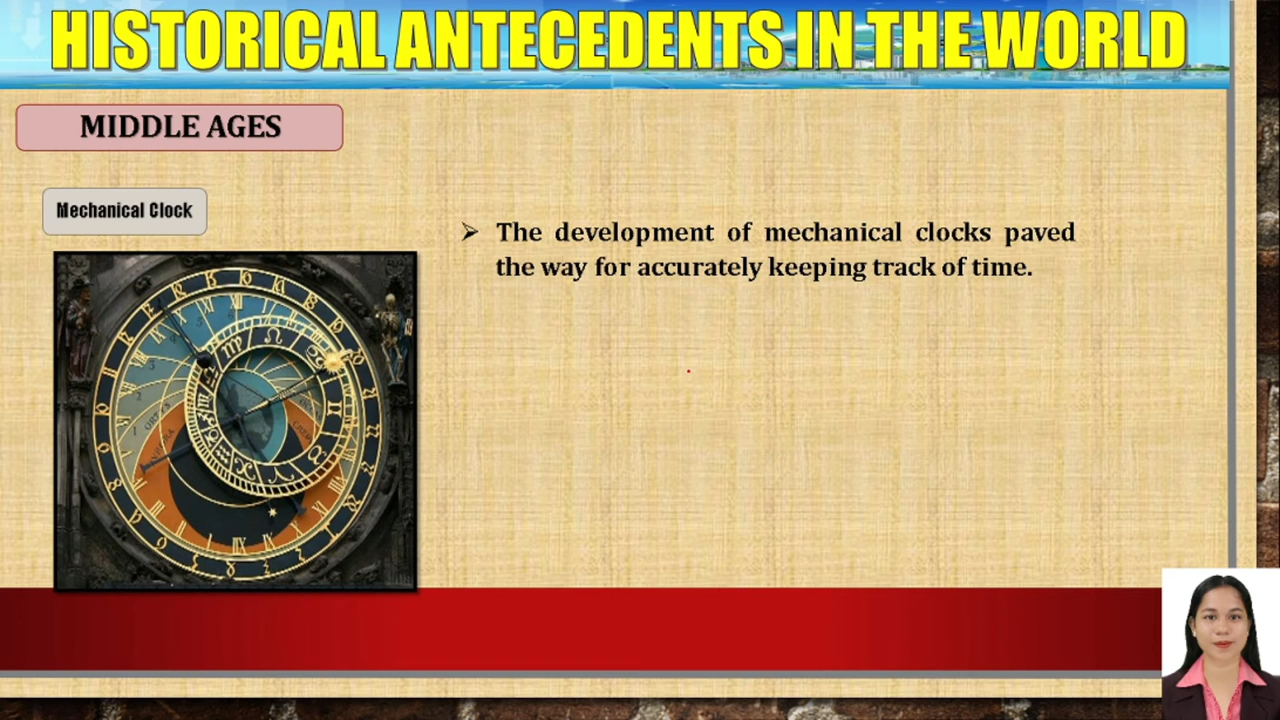 HISTORICAL ANTECEDENTS IN THE WORLD
MIDDLE AGES
Mechanical Clock
➢ The development of mechanical clocks paved
the way for accurately keeping track of time.